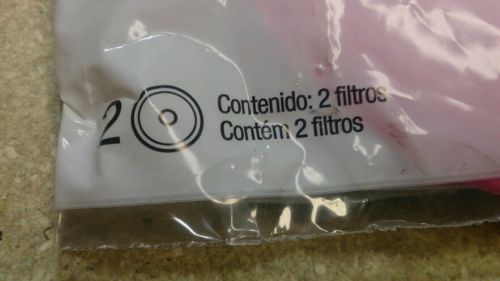 2
Contenido: 2 filtros
Contém 2 filtros